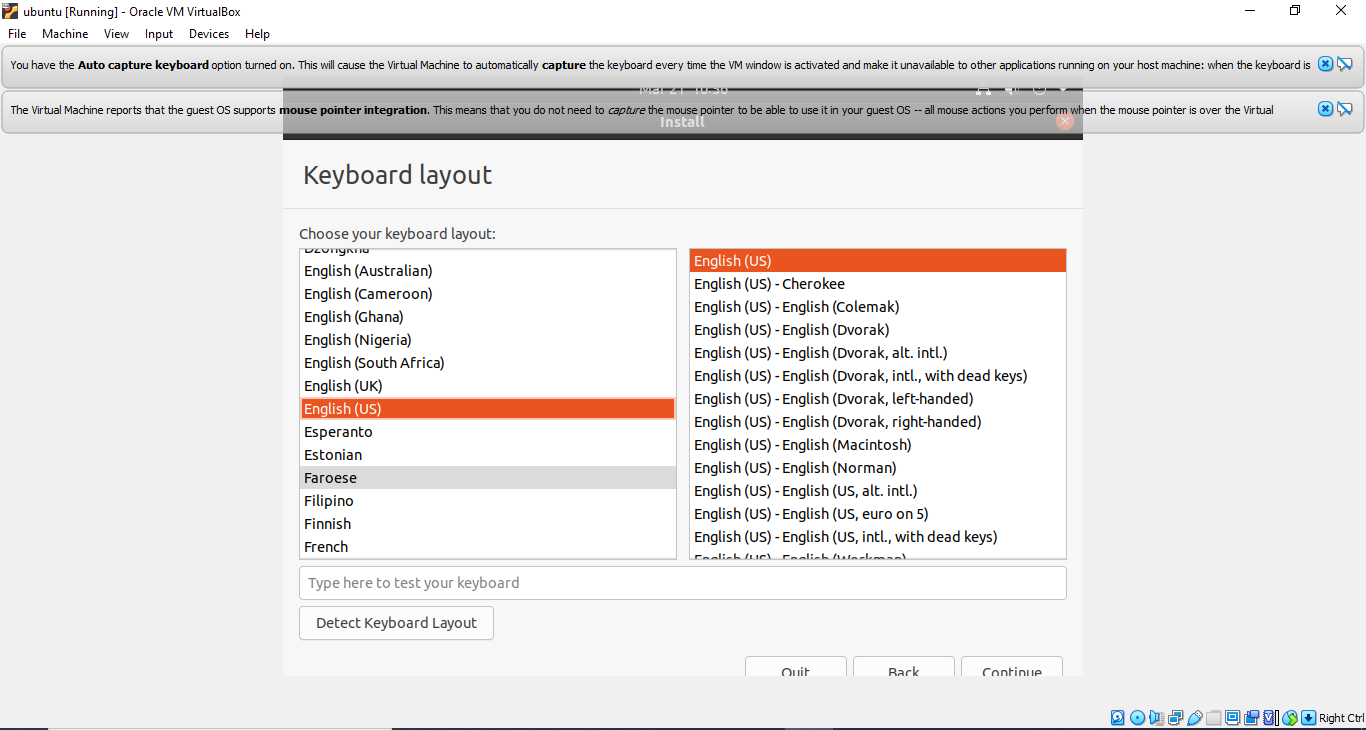 ubuntu [Running] - Oracle VM VirtualBox
File Machine View Input Devices Help
You have the Auto capture keyboard option turned on. This will cause the Virtual Machine to automatically capture the keyboard every time the VM window is activated and make it unavailable to other applications running on your host machine: when the keyboard is
Mar 21 10:56
The Virtual Machine reports that the guest OS supports mouse pointer integration. This means that you do not need to capture the mouse pointer to be able to use it in your guest OS -- all mouse actions you perform when the mouse pointer is over the Virtual
Install
Keyboard layout
Choose your keyboard layout:
Dzongkha
English (Australian)
English (Cameroon)
English (Ghana)
English (Nigeria)
English (South Africa)
English (UK)
English (US)
Esperanto
Estonian
Faroese
Filipino
Finnish
French
English (US)
English (US) - Cherokee
English (US) - English (Colemak)
English (US) - English (Dvorak)
English (US) - English (Dvorak, alt. intl.)
English (US) - English (Dvorak, intl., with dead keys)
English (US) - English (Dvorak, left-handed)
English (US) - English (Dvorak, right-handed)
English (US) - English (Macintosh)
English (US) - English (Norman)
English (US) - English (US, alt. intl.)
English (US) - English (US, euro on 5)
English (US) - English (US, intl., with dead keys)
English (US) - English (Workman)
Type here to test your keyboard
Detect Keyboard Layout
Quit Back Continue
Right Ctrl